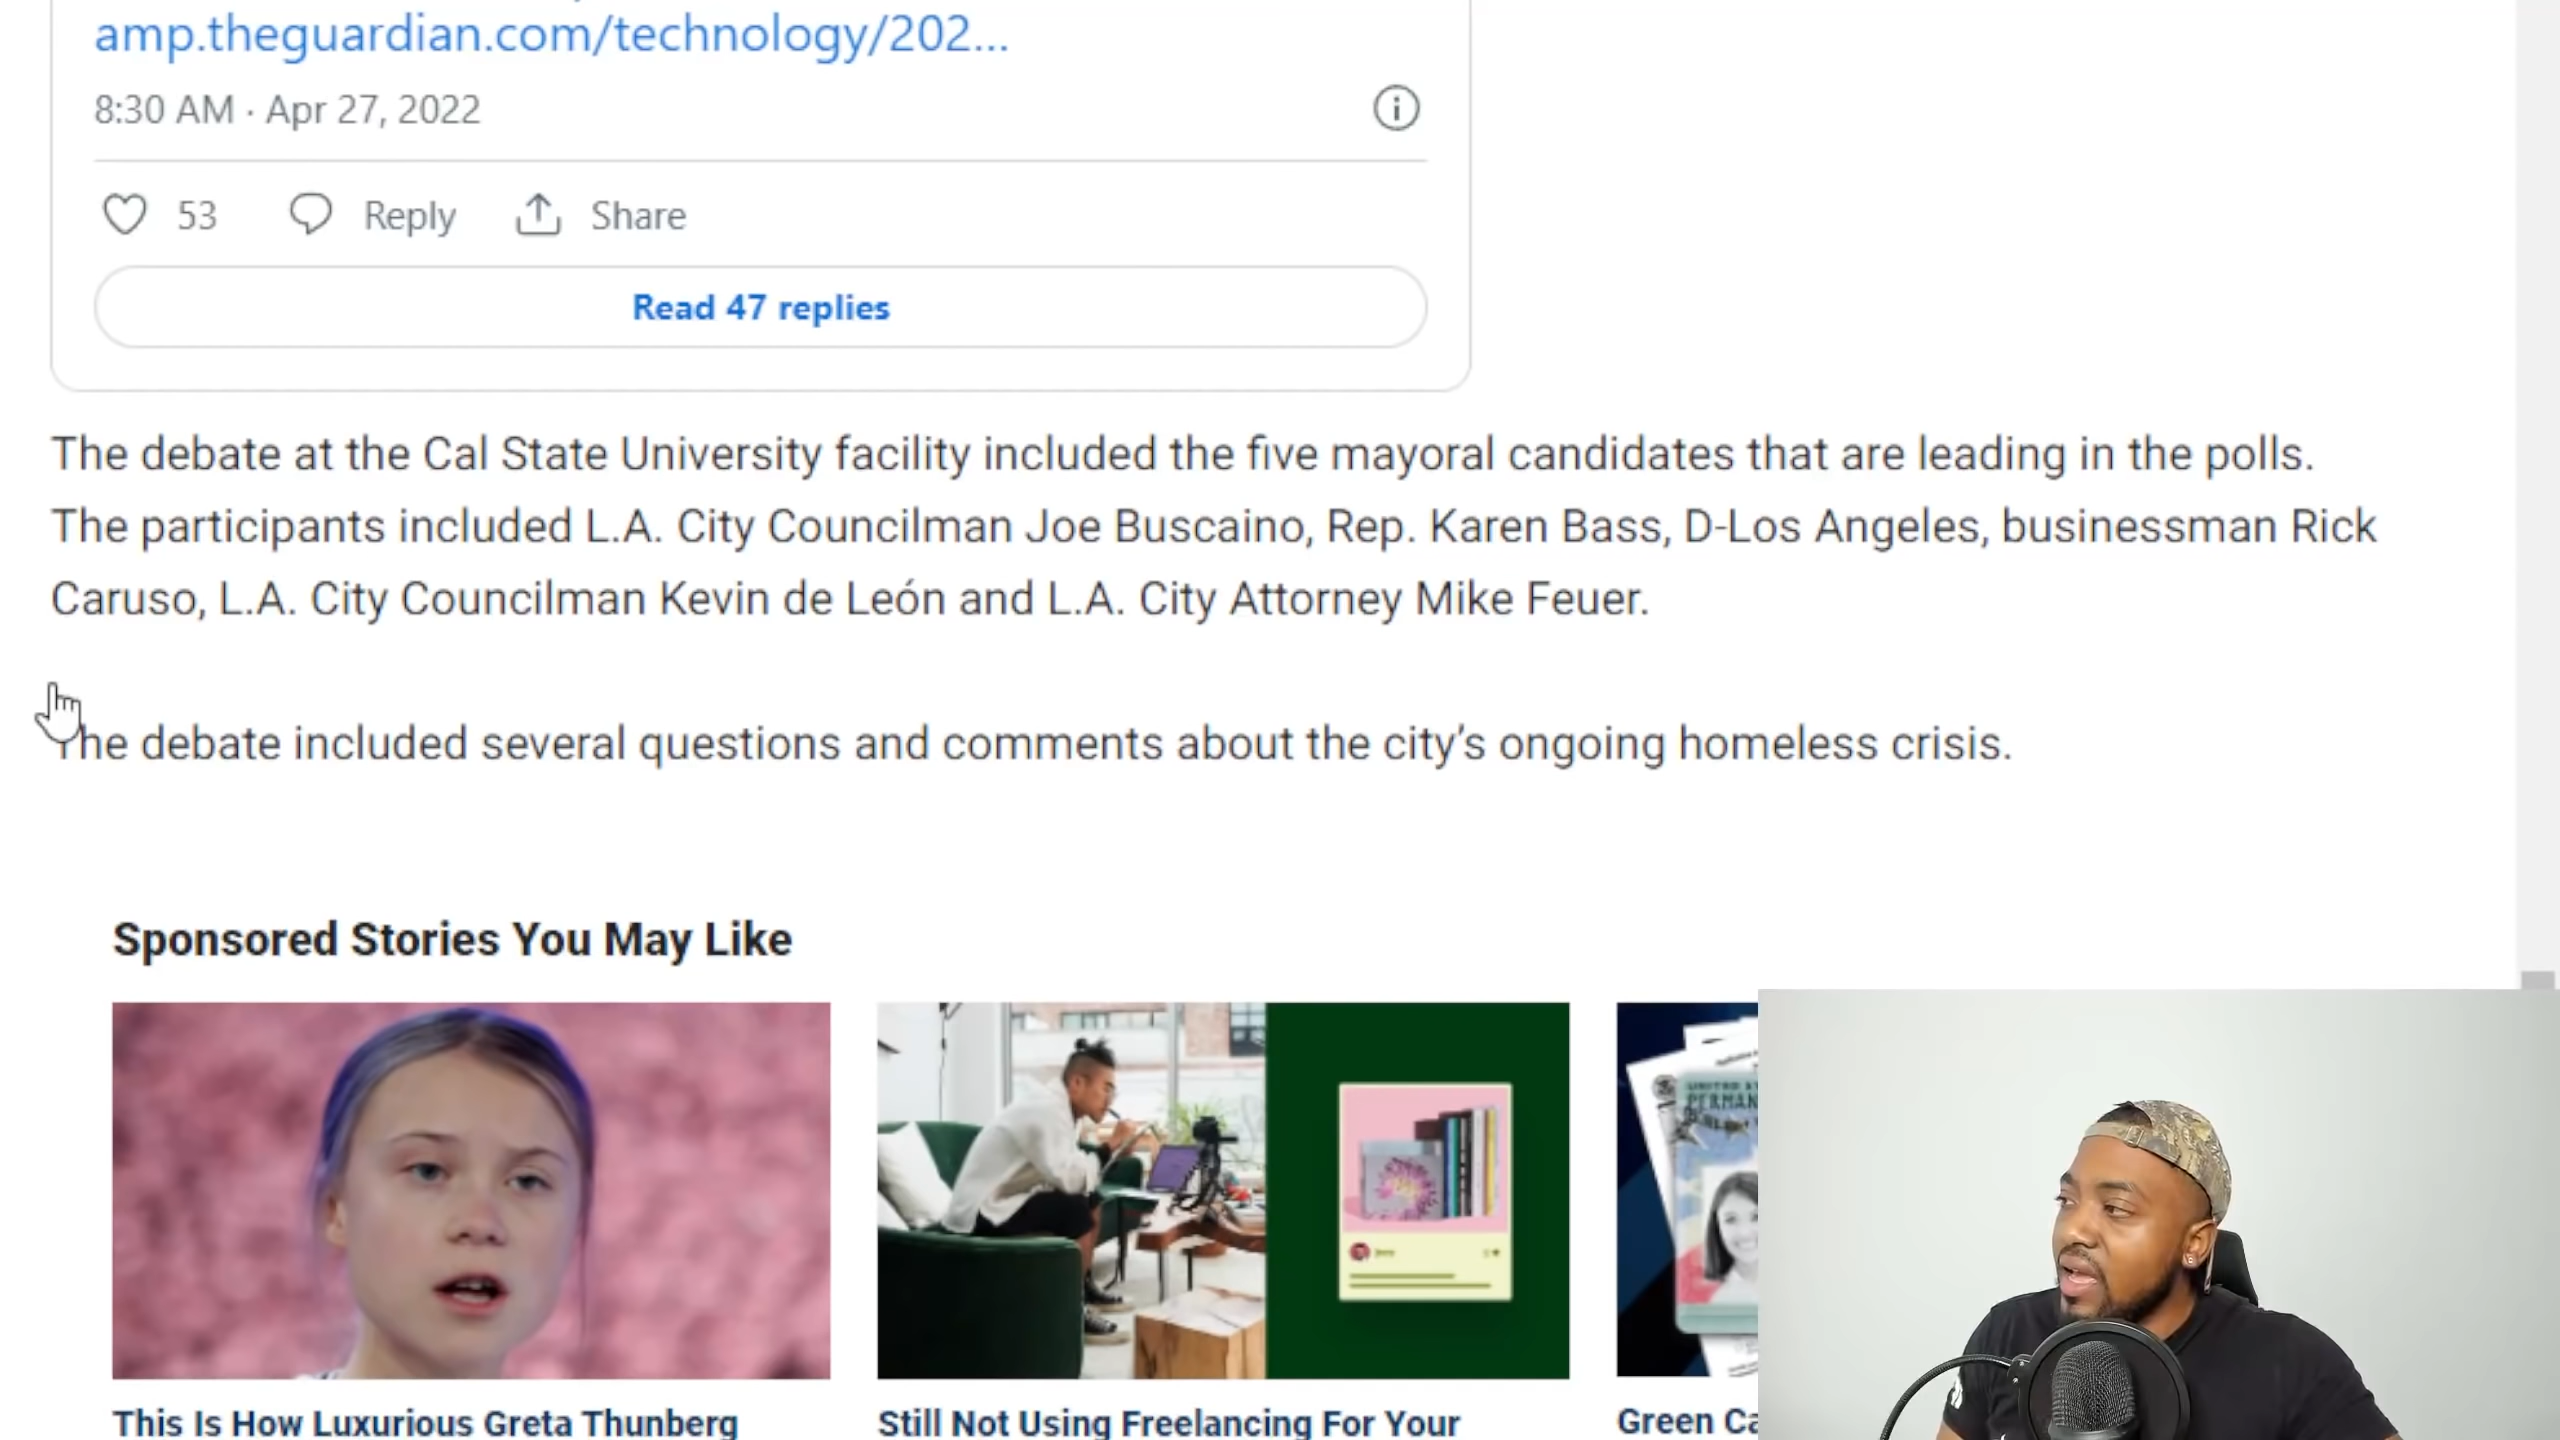 amp.theguardian.com/technology/202...
8:30 AM · Apr 27, 2022
53 Reply Share
Read 47 replies
The debate at the Cal State University facility included the five mayoral candidates that are leading in the polls.
The participants included L.A. City Councilman Joe Buscaino, Rep. Karen Bass, D-Los Angeles, businessman Rick
Caruso, L.A. City Councilman Kevin de León and L.A. City Attorney Mike Feuer.
The debate included several questions and comments about the city's ongoing homeless crisis.
Sponsored Stories You May Like
This Is How Luxurious Greta Thunberg
Still Not Using Freelancing For Your
Green